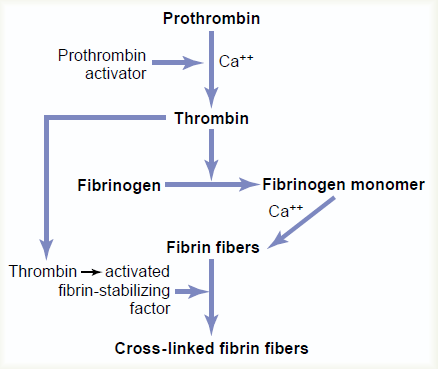 Prothrombin
Prothrombin
activator
Ca++
Thrombin
Fibrinogen
Fibrinogen monomer
Ca++
Fibrin fibers
Thrombin → activated
fibrin-stabilizing
factor
Cross-linked fibrin fibers